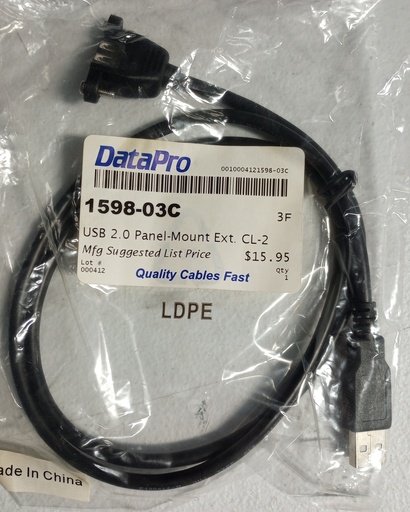 DataPro
0010004121598-03C
1598-03C 3F
USB 2.0 Panel-Mount Ext. CL-2
Mfg Suggested List Price $15.95
Lot # Qty
000412 1
Quality Cables Fast
LDPE
ade In China